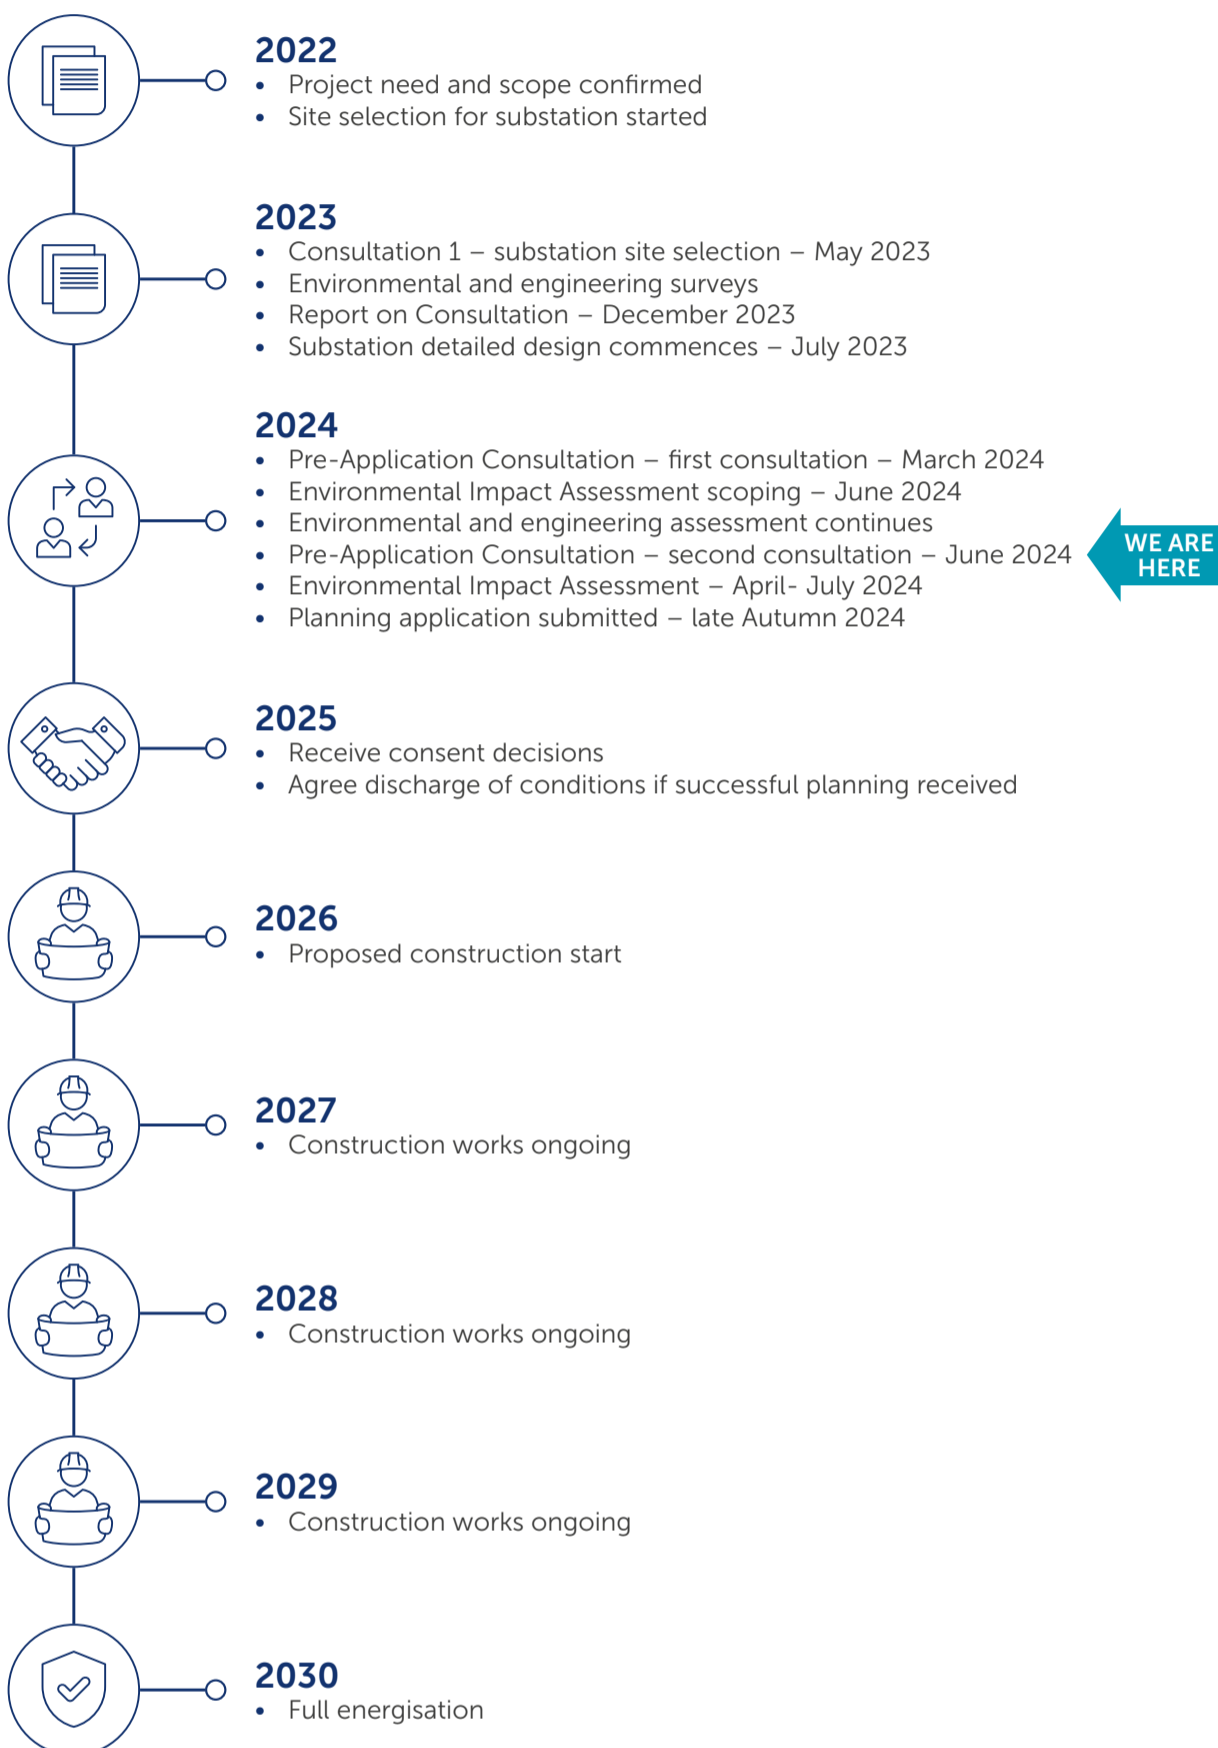 2022
• Project need and scope confirmed
• Site selection for substation started
2023
• Consultation 1 – substation site selection – May 2023
• Environmental and engineering surveys
• Report on Consultation – December 2023
• Substation detailed design commences – July 2023
2024
• Pre-Application Consultation – first consultation – March 2024
• Environmental Impact Assessment scoping – June 2024
• Environmental and engineering assessment continues
• Pre-Application Consultation – second consultation – June 2024
WE ARE
HERE
• Environmental Impact Assessment – April- July 2024
• Planning application submitted – late Autumn 2024
2025
• Receive consent decisions
• Agree discharge of conditions if successful planning received
2026
• Proposed construction start
2027
• Construction works ongoing
2028
• Construction works ongoing
2029
• Construction works ongoing
2030
• Full energisation